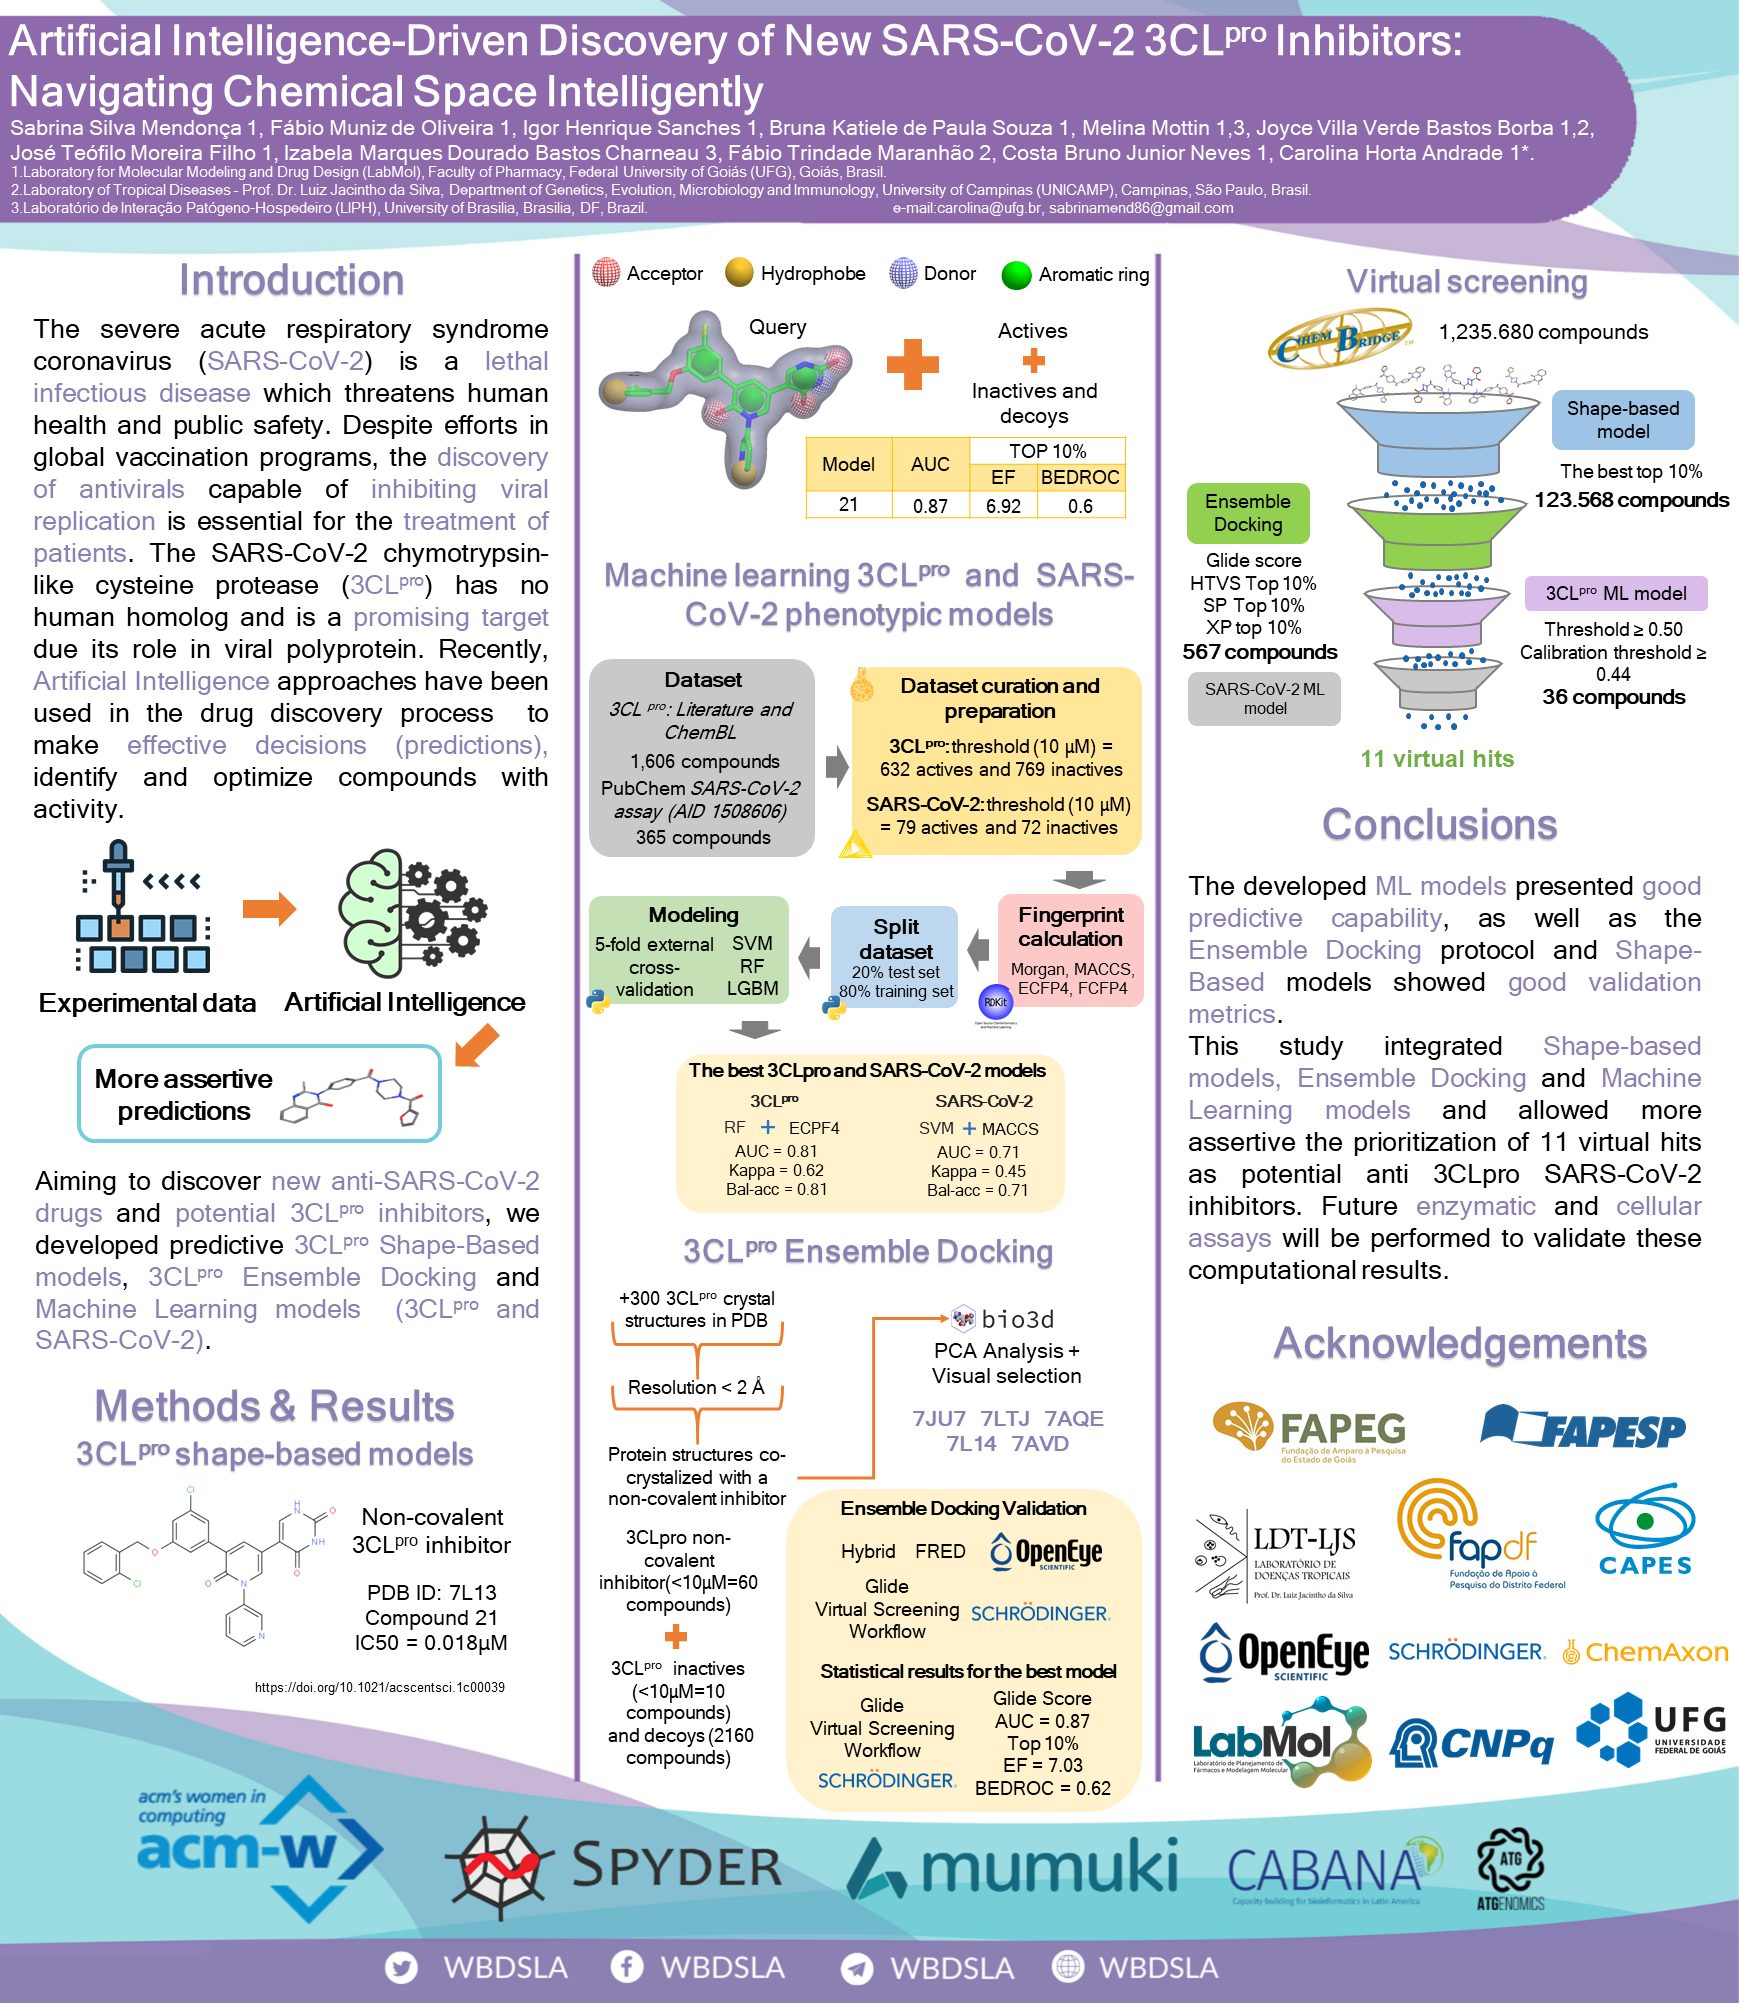 Artificial Intelligence-Driven Discovery of New SARS-CoV-2 3CLpro Inhibitors:
Navigating Chemical Space Intelligently
Sabrina Silva Mendonça 1, Fábio Muniz de Oliveira 1, Igor Henrique Sanches 1, Bruna Katiele de Paula Souza 1, Melina Mottin 1,3, Joyce Villa Verde Bastos Borba 1,2,
José Teófilo Moreira Filho 1, Izabela Marques Dourado Bastos Charneau 3, Fábio Trindade Maranhão 2, Costa Bruno Junior Neves 1, Carolina Horta Andrade 1*.
1.Laboratory for Molecular Modeling and Drug Design (LabMol), Faculty of Pharmacy, Federal University of Goiás (UFG), Goiás, Brasil.
2.Laboratory of Tropical Diseases - Prof. Dr. Luiz Jacintho da Silva, Department of Genetics, Evolution, Microbiology and Immunology, University of Campinas (UNICAMP), Campinas, São Paulo, Brasil.
3.Laboratório de Interação Patógeno-Hospedeiro (LIPH), University of Brasilia, Brasilia, DF, Brazil. e-mail:carolina@ufg.br, sabrinamend86@gmail.com
Introduction
The severe acute respiratory syndrome
coronavirus (SARS-CoV-2) is a lethal
infectious disease which threatens human
health and public safety. Despite efforts in
global vaccination programs, the discovery
of antivirals capable of inhibiting viral
replication is essential for the treatment of
patients. The SARS-CoV-2 chymotrypsin-
like cysteine protease (3CLpro) has no
human homolog and is a promising target
due its role in viral polyprotein. Recently,
Artificial Intelligence approaches have been
used in the drug discovery process to
make effective decisions (predictions),
identify and optimize compounds with
activity.
Experimental data
Artificial Intelligence
More assertive
predictions
Aiming to discover new anti-SARS-CoV-2
drugs and potential 3CLpro inhibitors, we
developed predictive 3CLpro Shape-Based
models, 3CLpro Ensemble Docking and
Machine Learning models (3CLpro and
SARS-CoV-2).
Methods & Results
3CLpro shape-based models
Cl
Cl
O
O
N
N
H
N
O
NH
O
Non-covalent
3CLpro inhibitor
PDB ID: 7L13
Compound 21
IC50 = 0.018µM
https://doi.org/10.1021/acscentsci.1c00039
Acceptor
Hydrophobe
Donor
Aromatic ring
Query
Actives
Inactives and
decoys
Model AUC TOP 10%
EF BEDROC
21 0.87 6.92 0.6
Machine learning 3CLpro and SARS-
CoV-2 phenotypic models
Dataset
3CL pro: Literature and
ChemBL
1,606 compounds
PubChem SARS-CoV-2
assay (AID 1508606)
365 compounds
Dataset curation and
preparation
3CLpro: threshold (10 µM) =
632 actives and 769 inactives
SARS-CoV-2: threshold (10 µM)
= 79 actives and 72 inactives
Fingerprint
calculation
Morgan, MACCS,
ECFP4, FCFP4
RDKit
Split
dataset
20% test set
80% training set
Modeling
5-fold external
cross-
validation
SVM
RF
LGBM
The best 3CLpro and SARS-CoV-2 models
3CLpro
RF + ECPF4
AUC = 0.81
Kappa = 0.62
Bal-acc = 0.81
SARS-CoV-2
SVM + MACCS
AUC = 0.71
Kappa = 0.45
Bal-acc = 0.71
3CLpro Ensemble Docking
+300 3CLpro crystal
structures in PDB
Resolution < 2 Å
Protein structures co-
crystalized with a
non-covalent inhibitor
3CLpro non-
covalent
inhibitor(<10µM=60
compounds)
3CLpro inactives
(<10µM=10
compounds)
and decoys (2160
compounds)
bio3d
PCA Analysis +
Visual selection
7JU7 7LTJ 7AQE
7L14 7AVD
Ensemble Docking Validation
Hybrid FRED
OpenEye
SCIENTIFIC
Glide
Virtual Screening
Workflow
SCHRÖDINGER.
Statistical results for the best model
Glide
Virtual Screening
Workflow
SCHRÖDINGER.
Glide Score
AUC = 0.87
Top 10%
EF = 7.03
BEDROC = 0.62
Virtual screening
CHEM BRIDGE™
1,235.680 compounds
Shape-based
model
The best top 10%
123.568 compounds
Ensemble
Docking
Glide score
HTVS Top 10%
SP Top 10%
XP top 10%
567 compounds
3CLpro ML model
Threshold ≥ 0.50
Calibration threshold ≥
0.44
36 compounds
SARS-CoV-2 ML
model
11 virtual hits
Conclusions
The developed ML models presented good
predictive capability, as well as the
Ensemble Docking protocol and Shape-
Based models showed good validation
metrics.
This study integrated Shape-based
models, Ensemble Docking and Machine
Learning models and allowed more
assertive the prioritization of 11 virtual hits
as potential anti 3CLpro SARS-CoV-2
inhibitors. Future enzymatic and cellular
assays will be performed to validate these
computational results.
Acknowledgements
FAPEG
Fundação de Amparo à Pesquisa
do Estado de Goiás
FAPESP
LDT-LJS
LABORATÓRIO DE
DOENÇAS TROPICAIS
Prof. Dr. Luiz Jacintho da Silva
fapdf
Fundação de Apoio à
Pesquisa do Distrito Federal
CAPES
OpenEye
SCIENTIFIC
SCHRÖDINGER.
ChemAxon
LabMol
Laboratório de Planejamento de
Fármacos e Modelagem Molecular
CNPq
UFG
UNIVERSIDADE
FEDERAL DE GOIÁS
acm's women in
computing
acm-w
SPYDER
mumuki
CABANA
Capacity building for bioinformatics in Latin America
ATG
ATGENOMICS
WBDSLA
WBDSLA
WBDSLA
WBDSLA